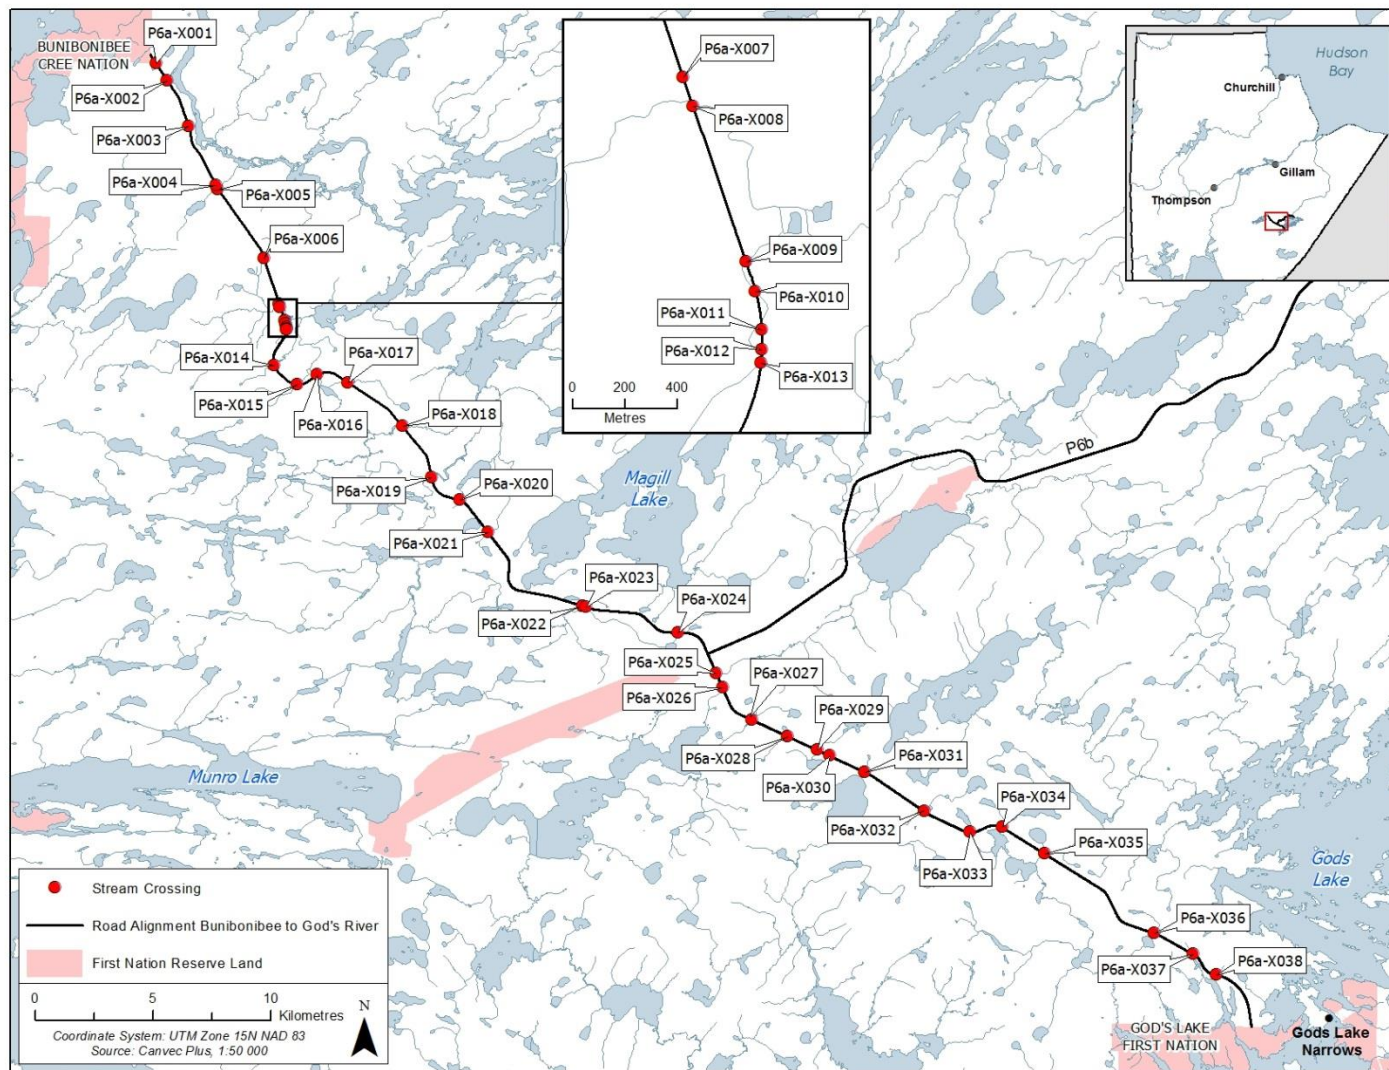 P6a-X001
BUNIBONIBEE
CREE NATION
P6a-X002
P6a-X003
P6a-X004
P6a-X005
P6a-X006
P6a-X007
P6a-X008
P6a-X009
P6a-X010
P6a-X011
P6a-X012
P6a-X013
0 200 400
Metres
Hudson
Bay
Churchill
Gillam
Thompson
P6a-X014
P6a-X017
P6a-X015
P6a-X016
P6a-X018
P6b
P6a-X019
P6a-X020
Magill
Lake
P6a-X021
P6a-X023
P6a-X022
P6a-X024
P6a-X025
P6a-X026
P6a-X027
P6a-X029
P6a-X028
P6a-X030
P6a-X031
Munro Lake
P6a-X032
P6a-X034
P6a-X033
P6a-X035
Gods
Lake
P6a-X036
P6a-X037
P6a-X038
GOD'S LAKE
FIRST NATION
Gods Lake
Narrows
Stream Crossing
Road Alignment Bunibonibee to God's River
First Nation Reserve Land
0 5 10
Kilometres
N
Coordinate System: UTM Zone 15N NAD 83
Source: Canvec Plus, 1:50 000